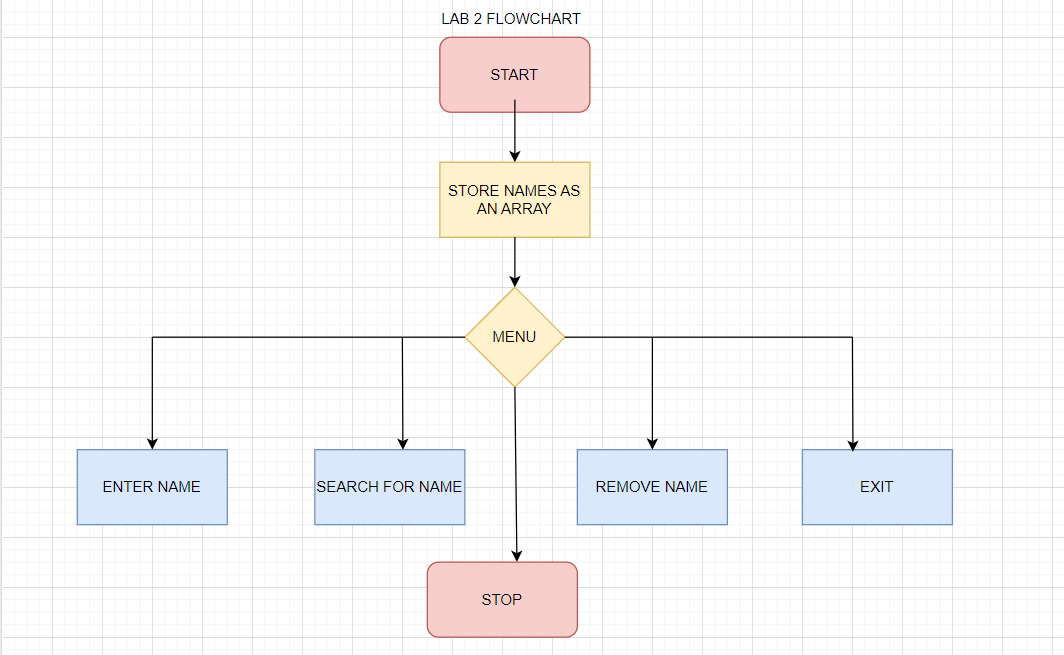 LAB 2 FLOWCHART
START
STORE NAMES AS
AN ARRAY
MENU
ENTER NAME
SEARCH FOR NAME
REMOVE NAME
EXIT
STOP